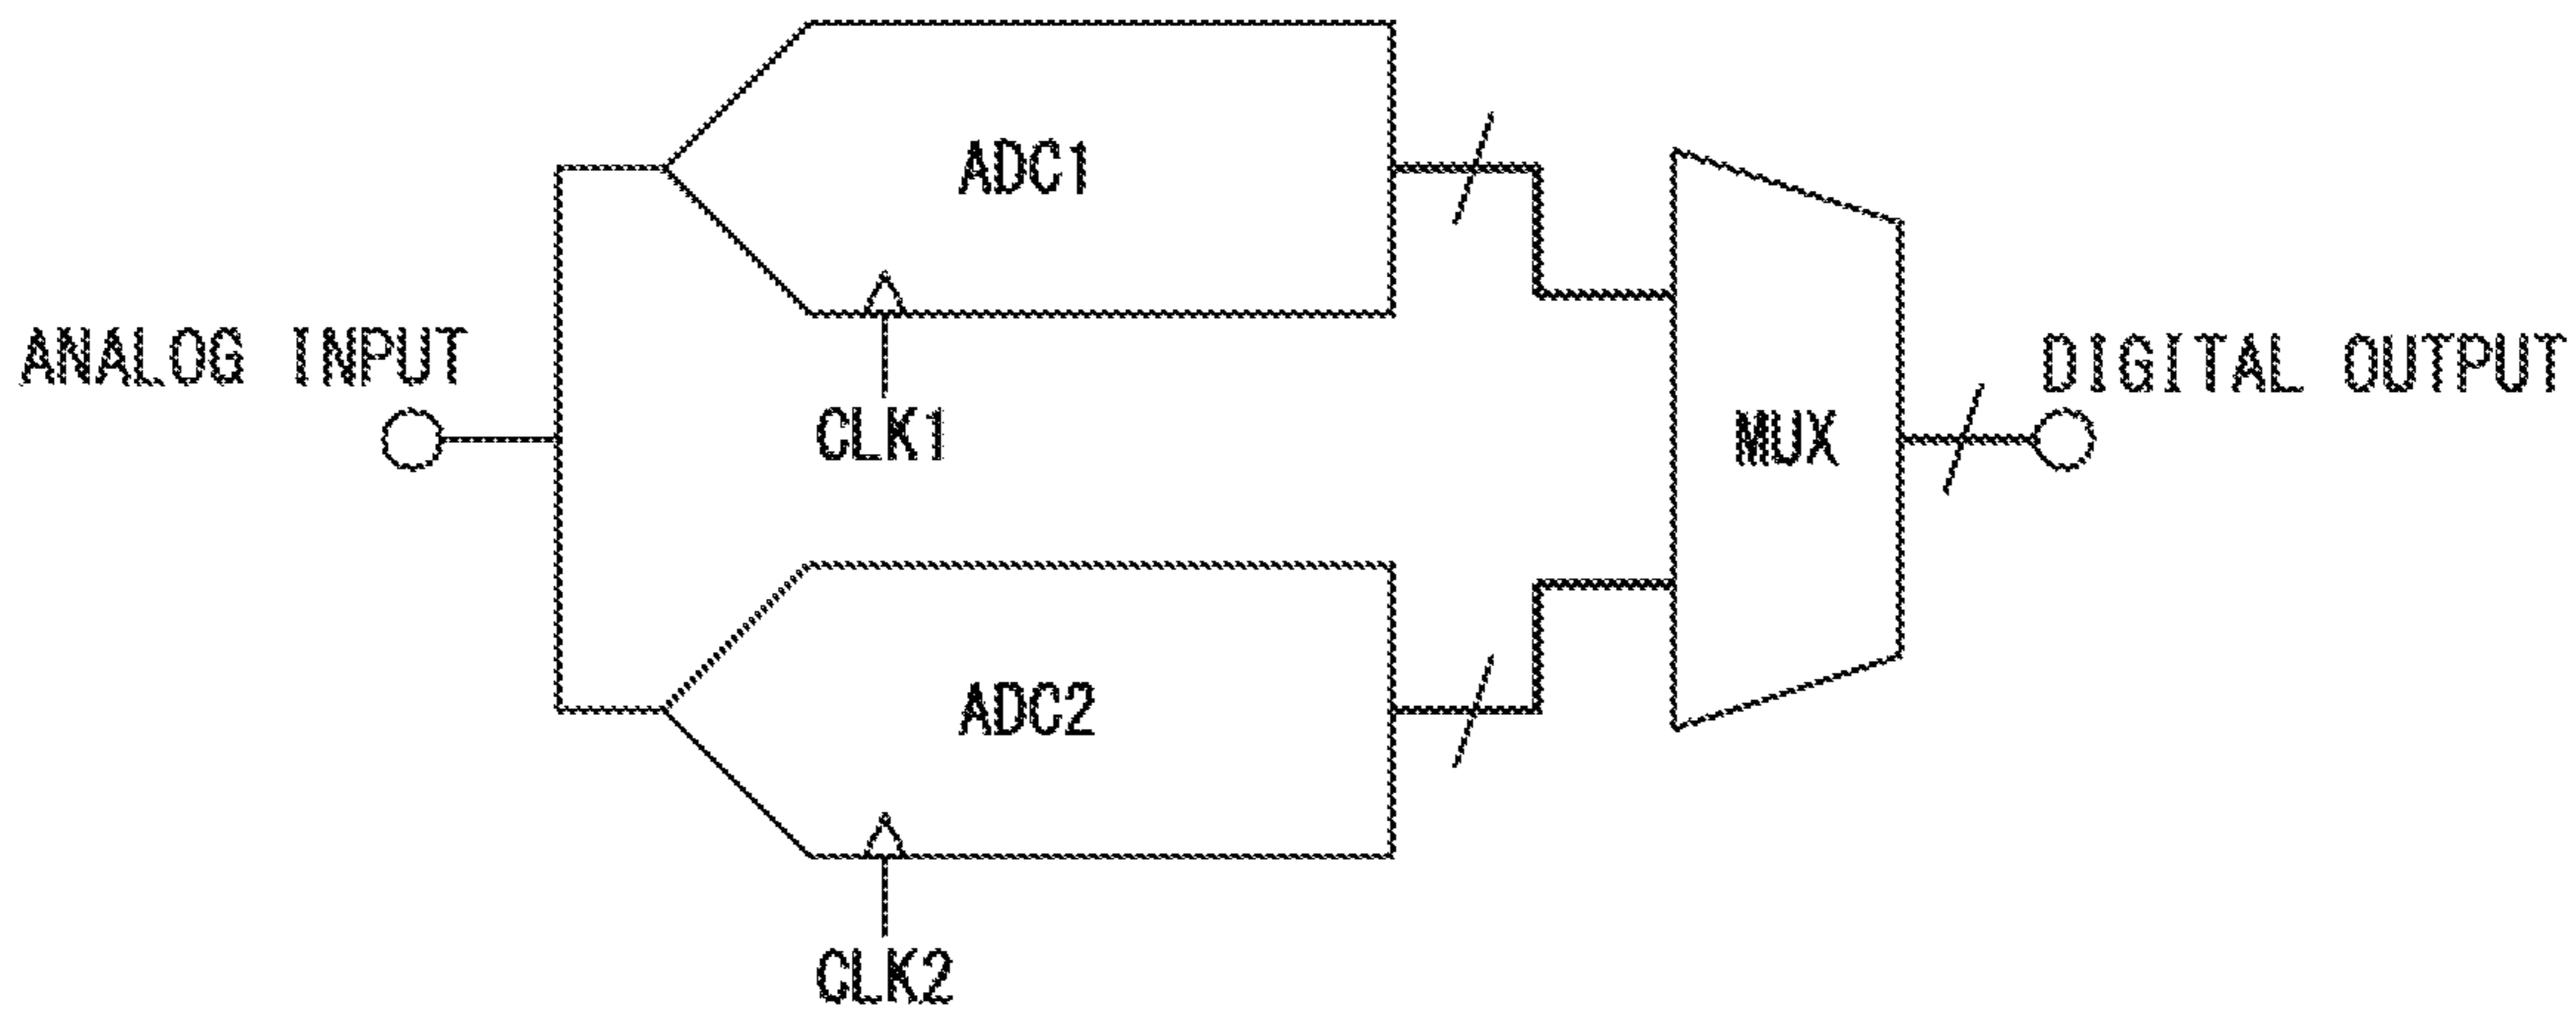 ADC1
ANALOG INPUT
DIGITAL OUTPUT
CLK1
MUX
ADC2
CLK2